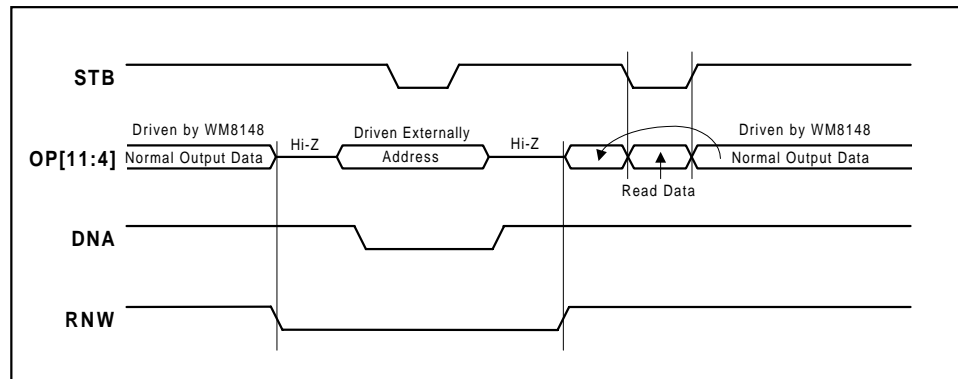 STB
Driven by WM8148
Hi-Z
Driven Externally
Hi-Z
Driven by WM8148
OP[11:4]
Normal Output Data
Address
Normal Output Data
Read Data
DNA
RNW